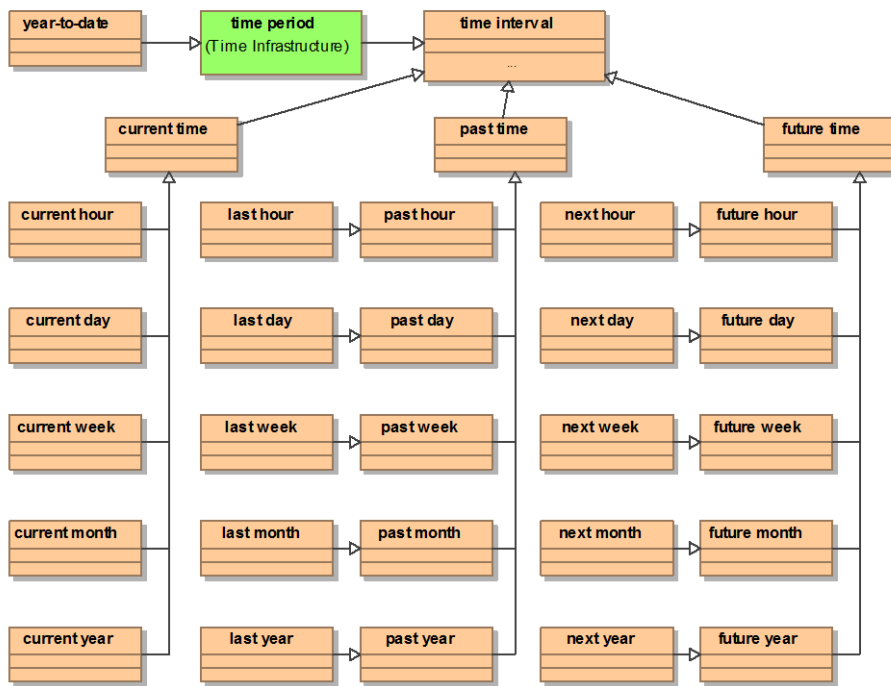 year-to-date
time period
(Time Infrastructure)
time interval
...
current time
past time
future time
current hour
last hour
past hour
next hour
future hour
current day
last day
past day
next day
future day
current week
last week
past week
next week
future week
current month
last month
past month
next month
future month
current year
last year
past year
next year
future year